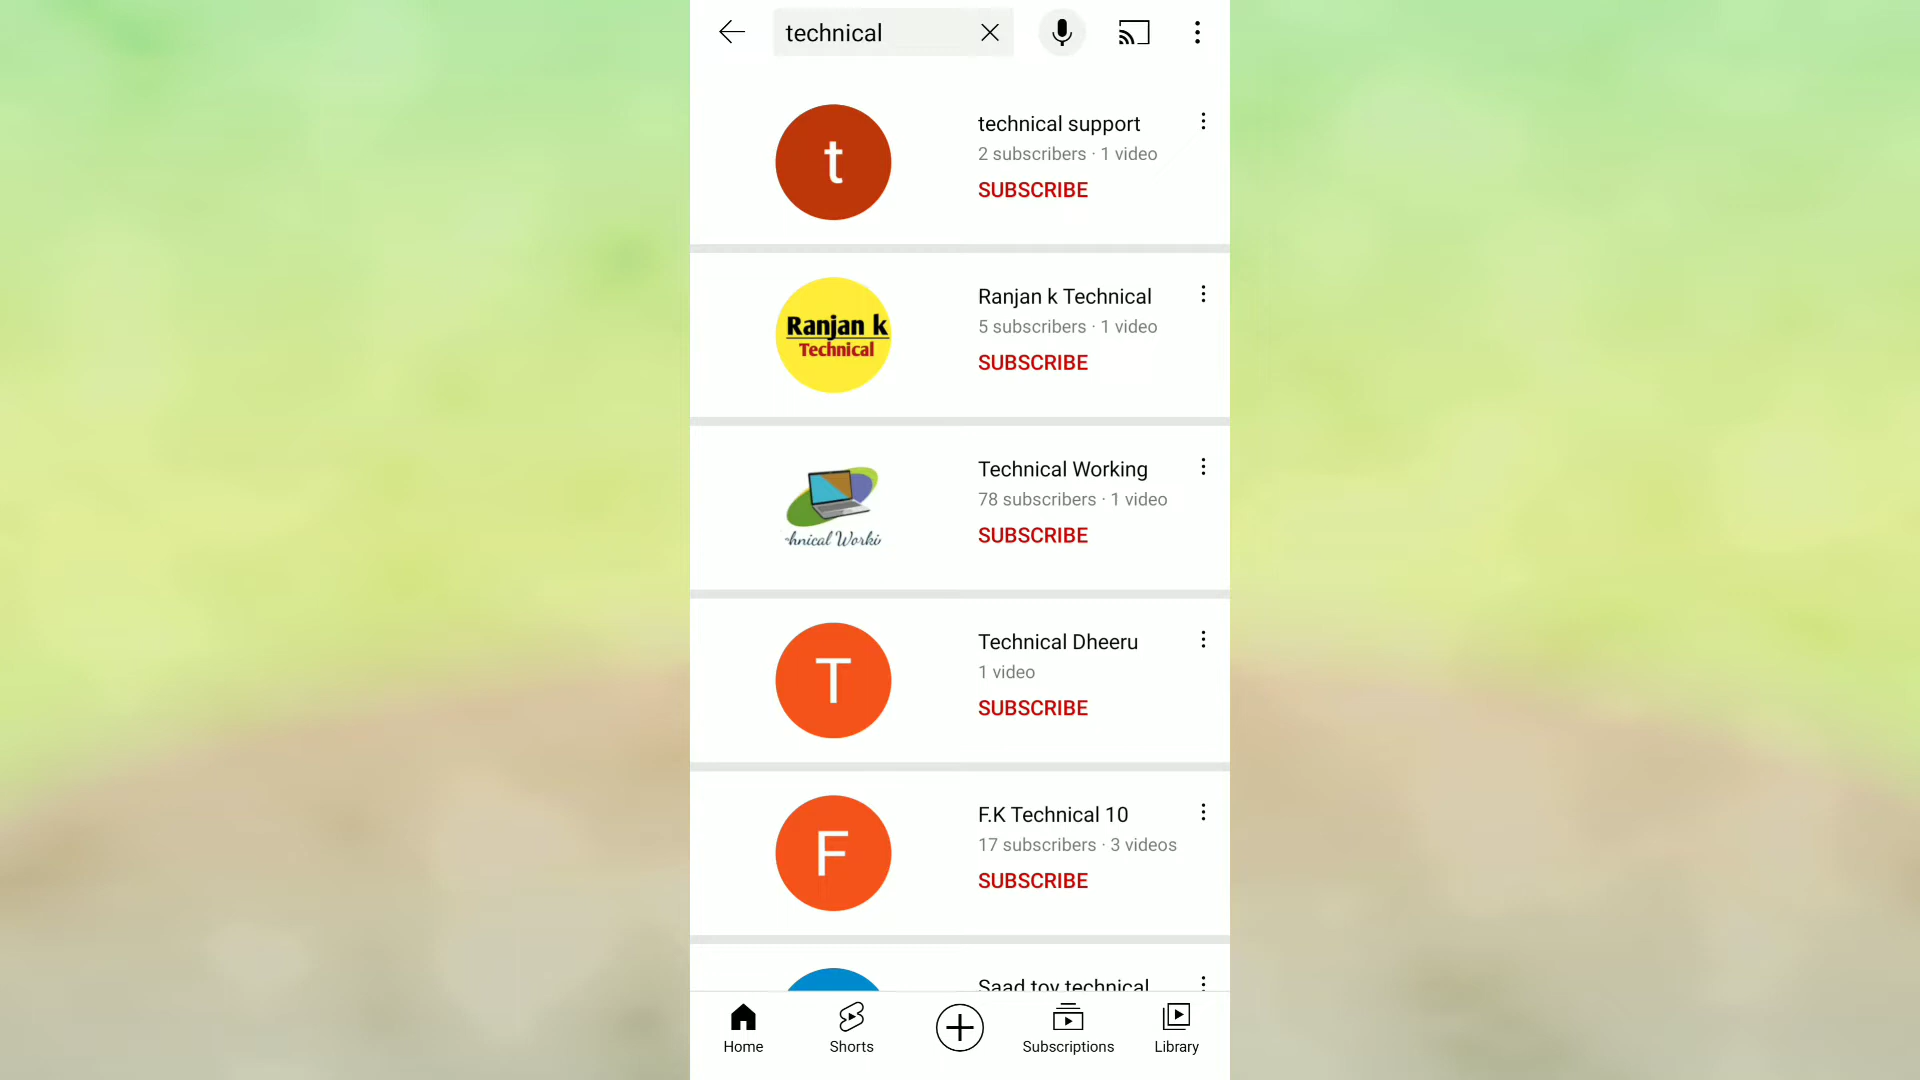 technical
t
technical support
2 subscribers · 1 video
SUBSCRIBE
Ranjan k
Technical
Ranjan k Technical
5 subscribers · 1 video
SUBSCRIBE
hnical Worki
Technical Working
78 subscribers · 1 video
SUBSCRIBE
T
Technical Dheeru
1 video
SUBSCRIBE
F
F.K Technical 10
17 subscribers · 3 videos
SUBSCRIBE
Saad toy technical
Home
Shorts
Subscriptions
Library